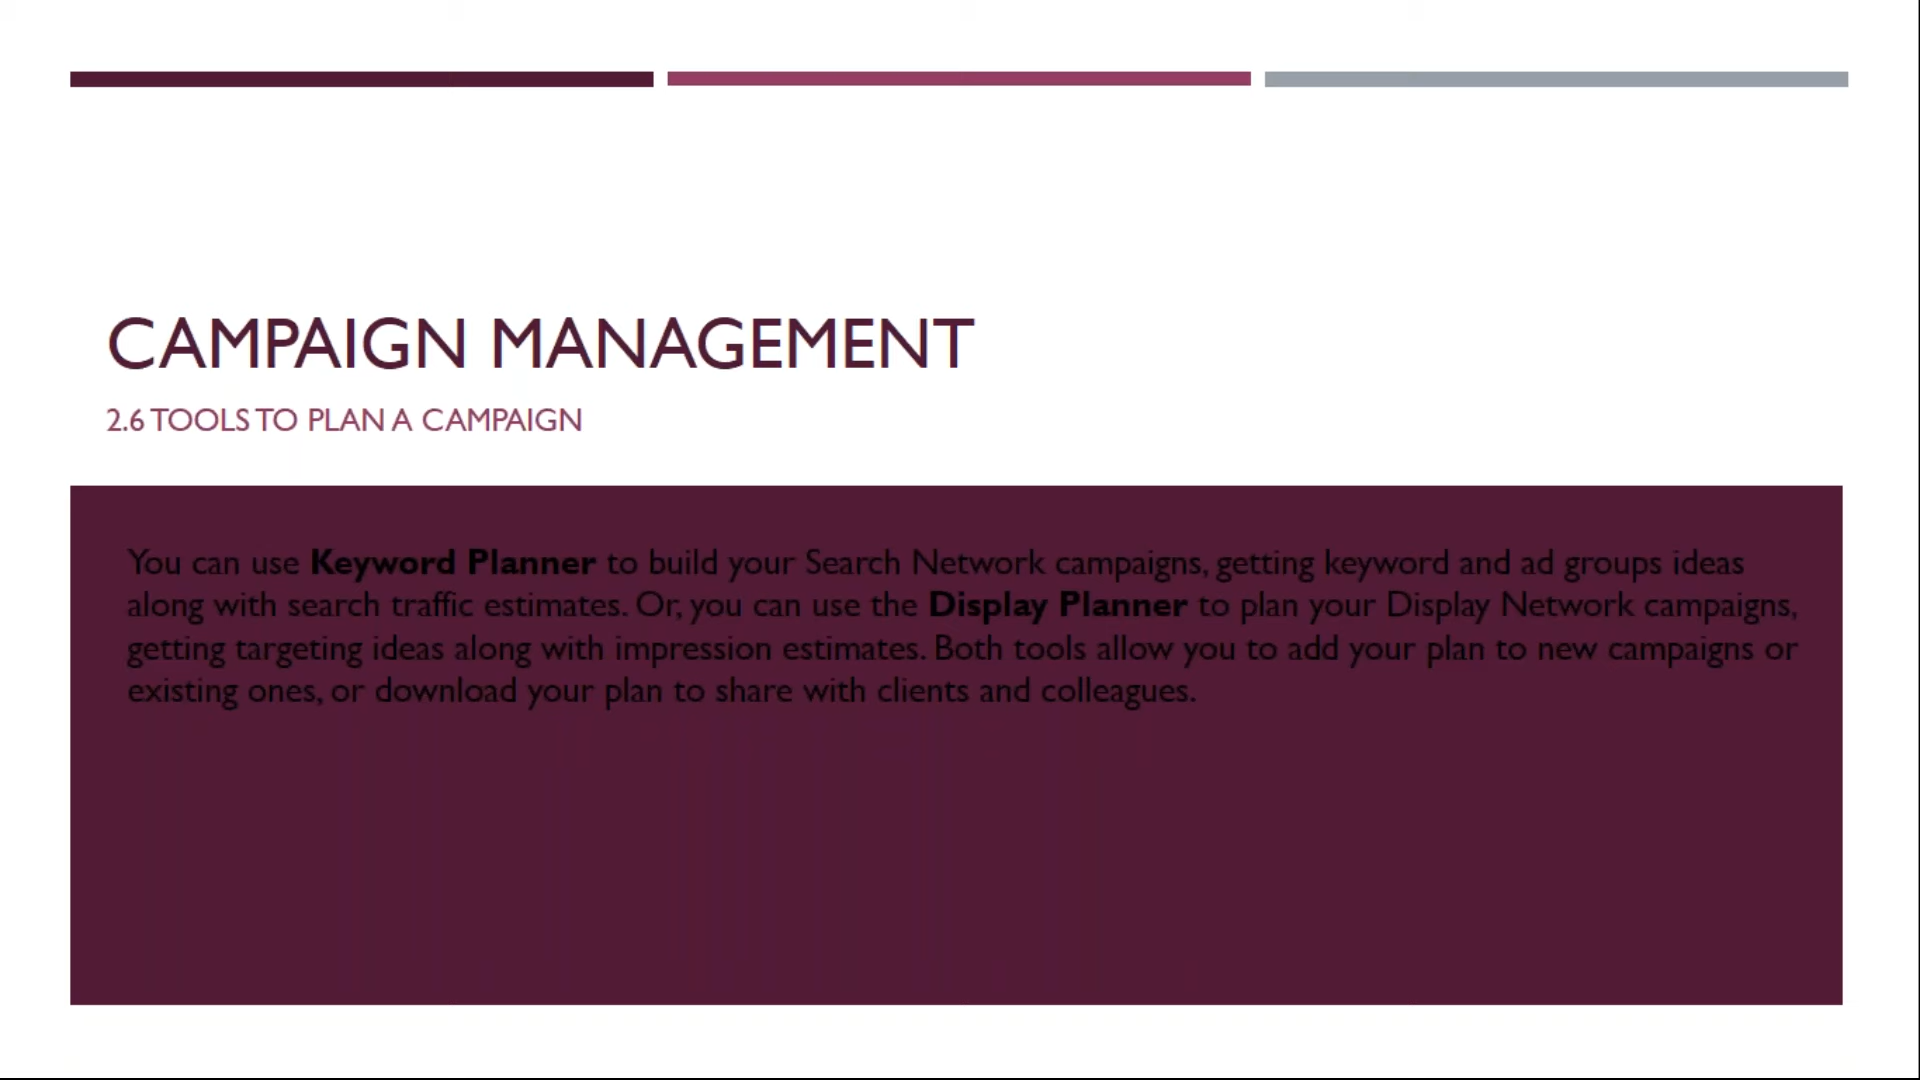 CAMPAIGN MANAGEMENT
2.6 TOOLS TO PLAN A CAMPAIGN
You can use Keyword Planner to build your Search Network campaigns, getting keyword and ad groups ideas
along with search traffic estimates. Or, you can use the Display Planner to plan your Display Network campaigns,
getting targeting ideas along with impression estimates. Both tools allow you to add your plan to new campaigns or
existing ones, or download your plan to share with clients and colleagues.